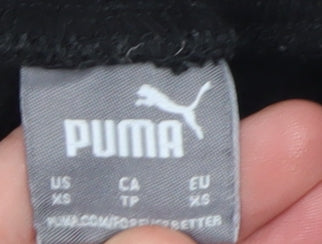 PUMA
US CA EU
XS TP XS
PUMA.COM/FOREVERBETTER